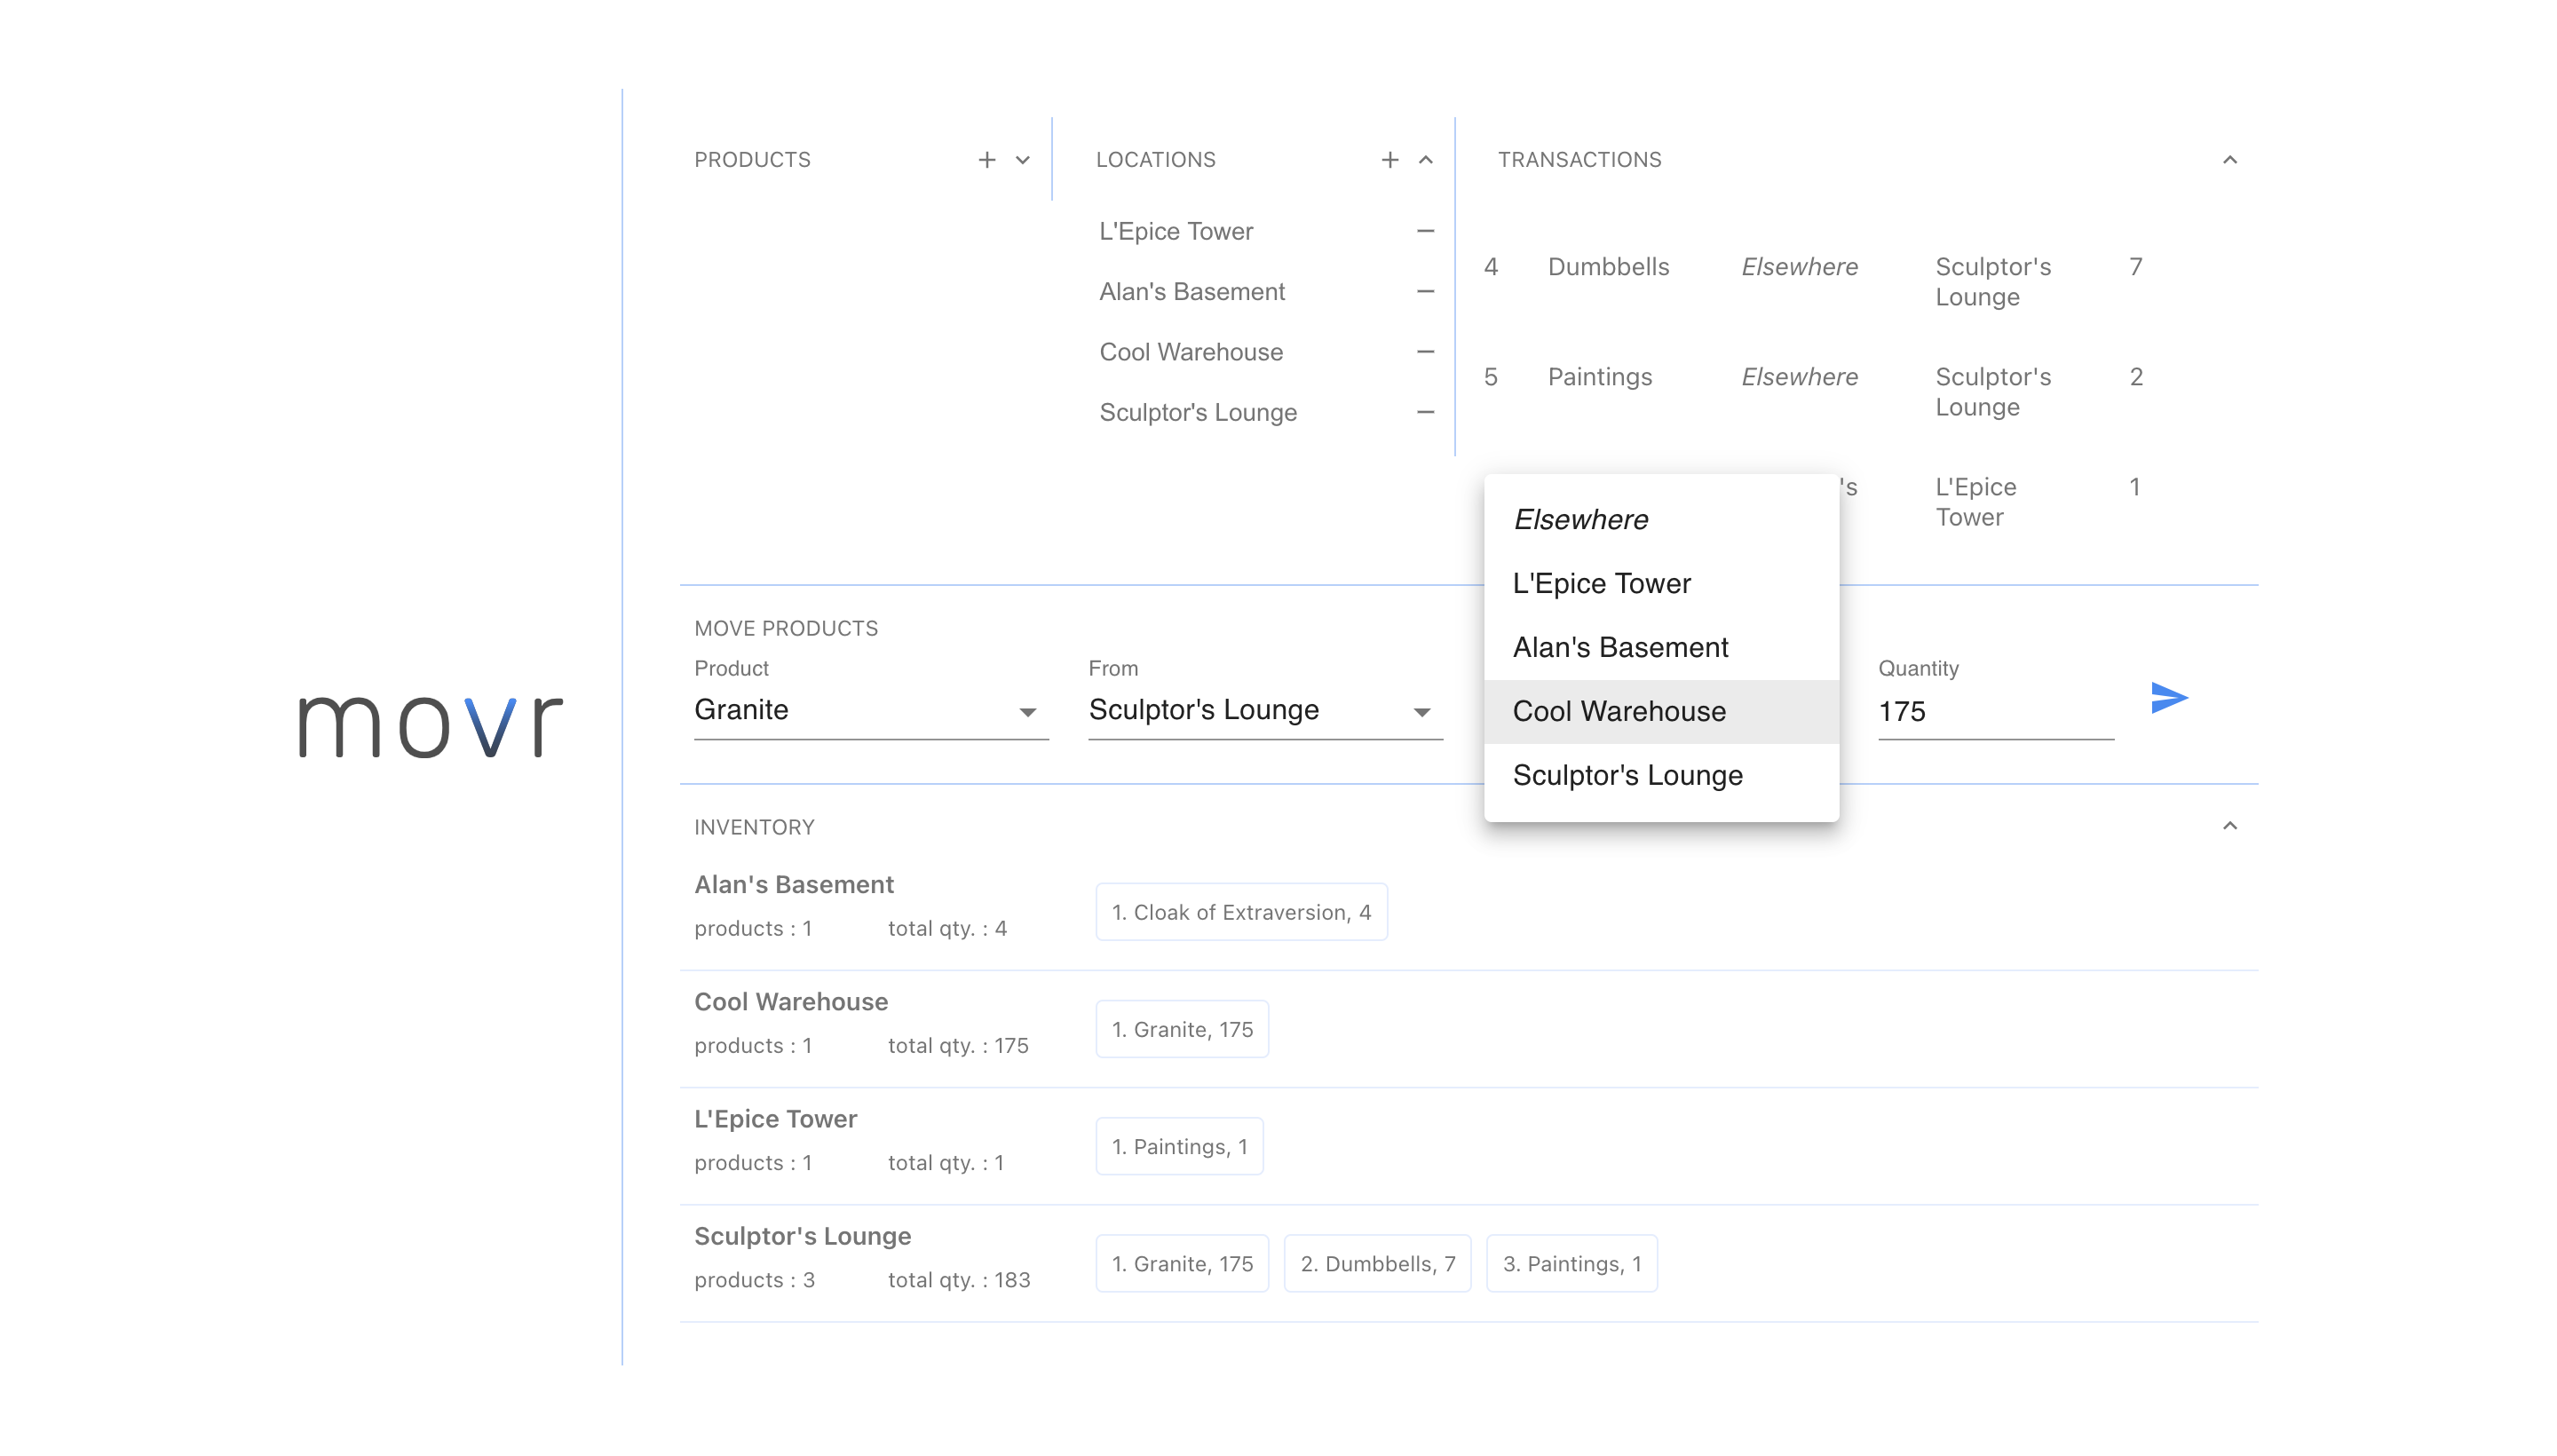 movr
PRODUCTS
LOCATIONS
L'Epice Tower
Alan's Basement
Cool Warehouse
Sculptor's Lounge
TRANSACTIONS
4 Dumbbells Elsewhere Sculptor's Lounge 7
5 Paintings Elsewhere Sculptor's Lounge 2
's L'Epice Tower 1
MOVE PRODUCTS
Product
Granite
From
Sculptor's Lounge
Elsewhere
L'Epice Tower
Alan's Basement
Cool Warehouse
Sculptor's Lounge
Quantity
175
INVENTORY
Alan's Basement
products : 1 total qty. : 4
1. Cloak of Extraversion, 4
Cool Warehouse
products : 1 total qty. : 175
1. Granite, 175
L'Epice Tower
products : 1 total qty. : 1
1. Paintings, 1
Sculptor's Lounge
products : 3 total qty. : 183
1. Granite, 175 2. Dumbbells, 7 3. Paintings, 1